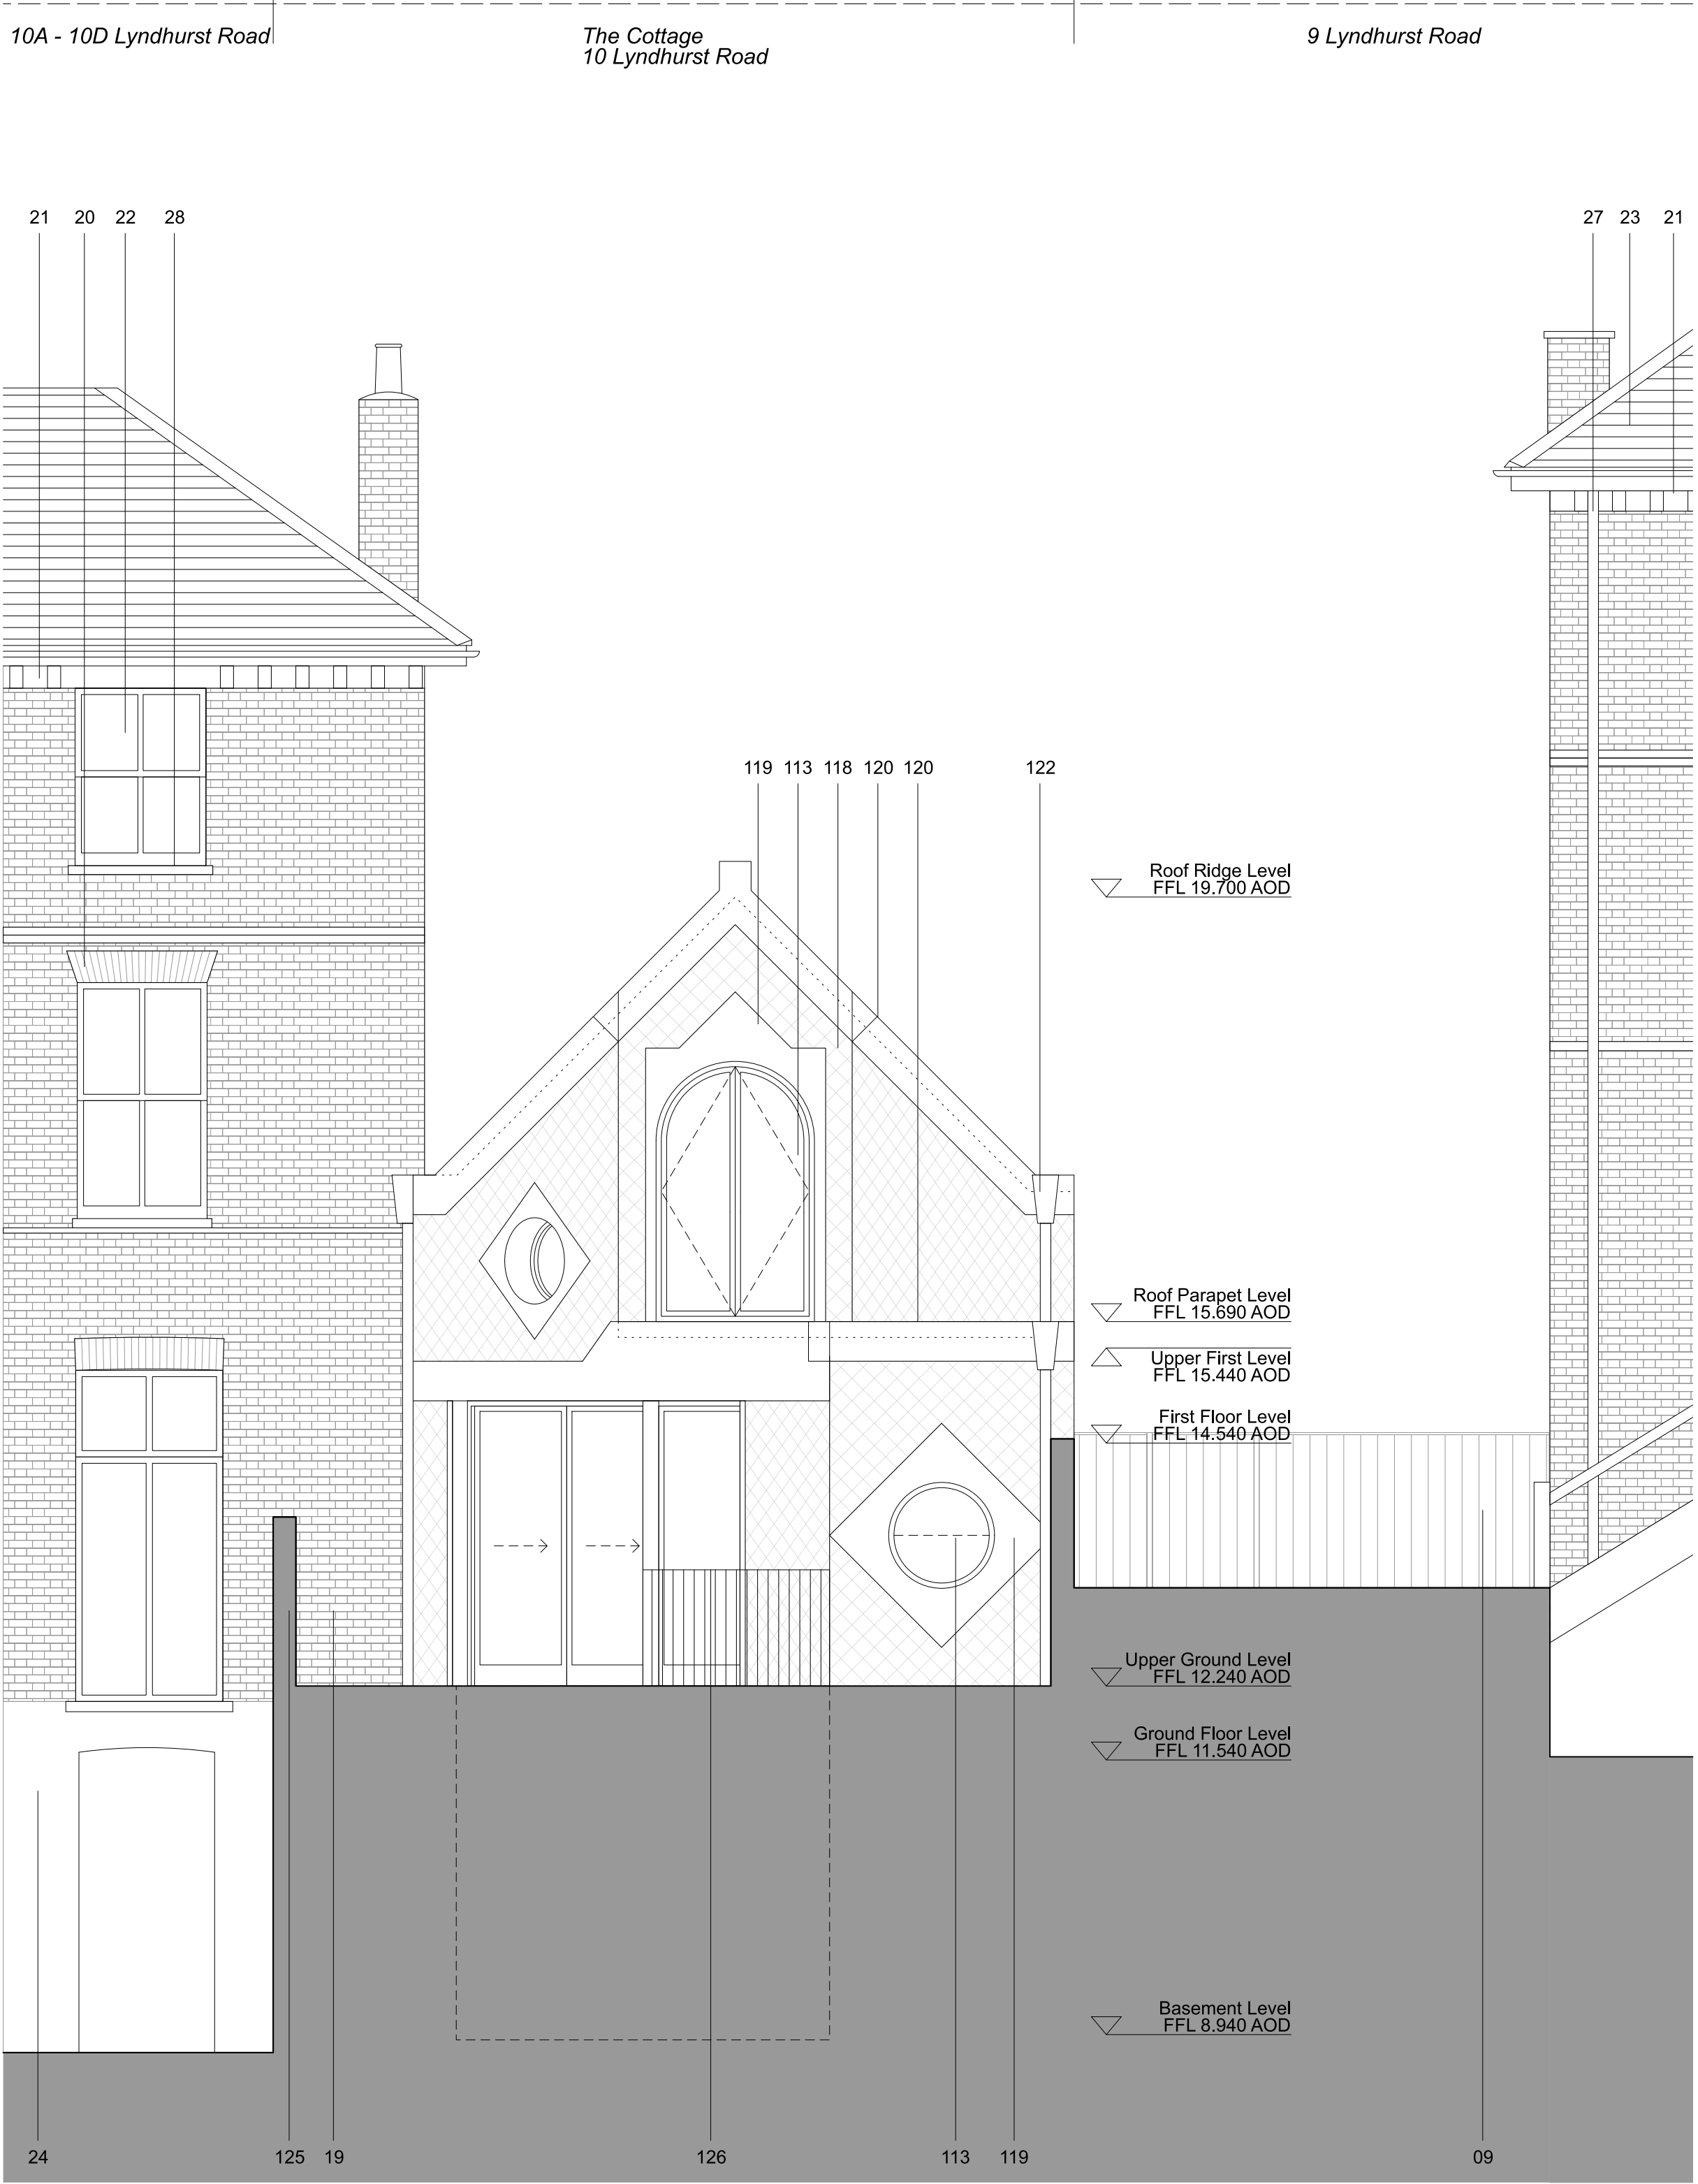 10A - 10D Lyndhurst Road
The Cottage
10 Lyndhurst Road
9 Lyndhurst Road
21 20 22 28
27 23 21
119 113 118 120 120 122
Roof Ridge Level
FFL 19.700 AOD
Roof Parapet Level
FFL 15.690 AOD
Upper First Level
FFL 15.440 AOD
First Floor Level
FFL 14.540 AOD
Upper Ground Level
FFL 12.240 AOD
Ground Floor Level
FFL 11.540 AOD
Basement Level
FFL 8.940 AOD
24 125 19 126 113 119 09